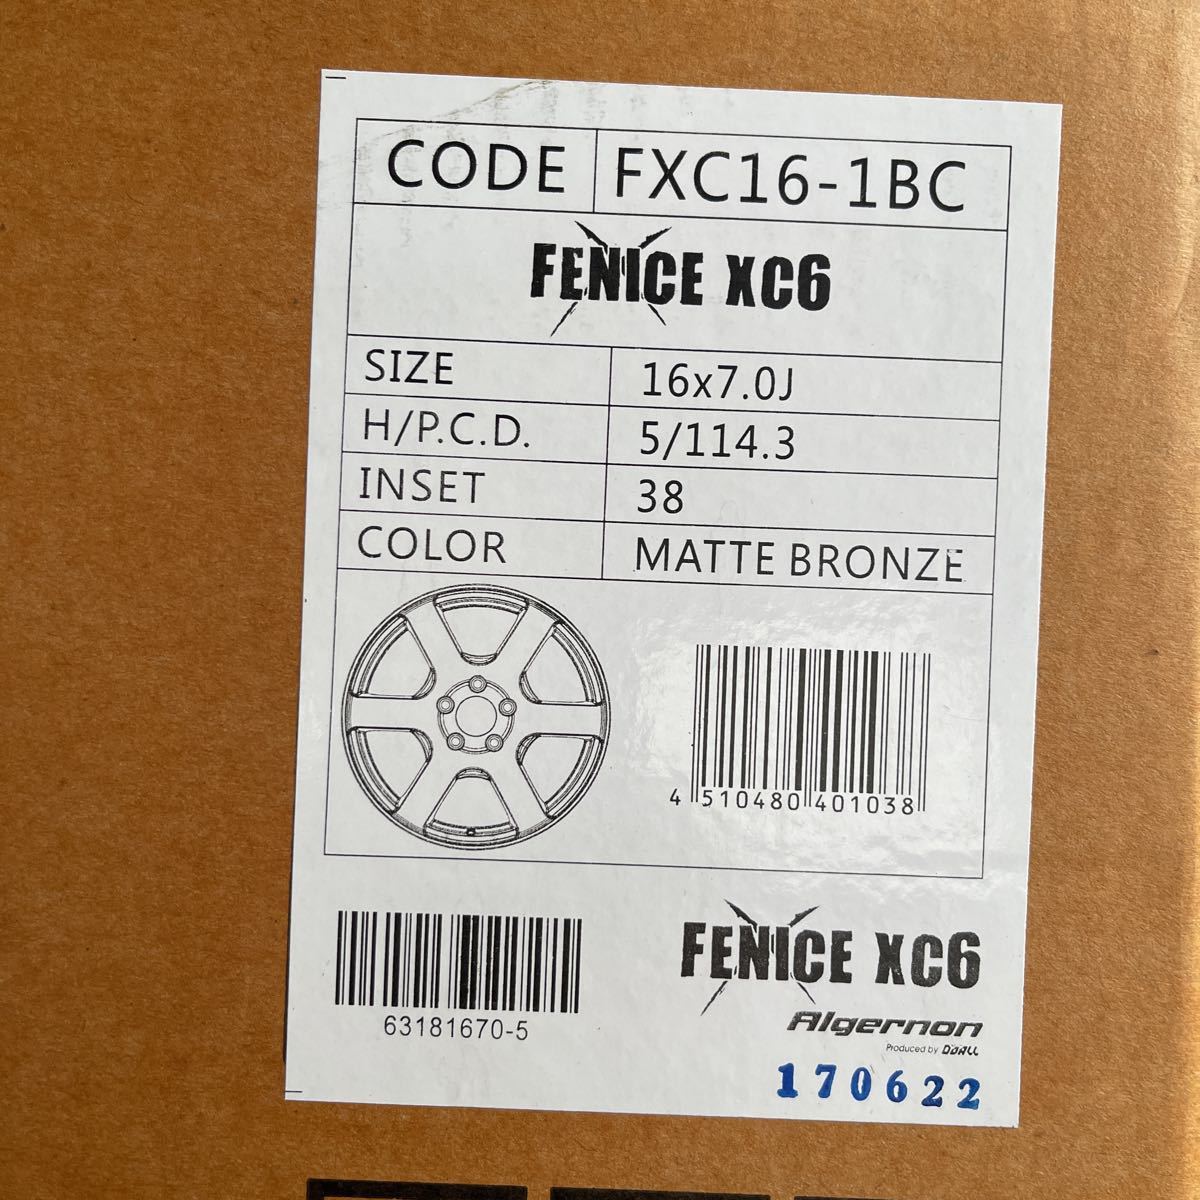 CODE FXC16-1BC
FENICE XC6
SIZE 16x7.0J
H/P.C.D. 5/114.3
INSET 38
COLOR MATTE BRONZE
4 510480 401038
63181670-5
FENICE XC6
Algernon
Produced by DOALL
170622